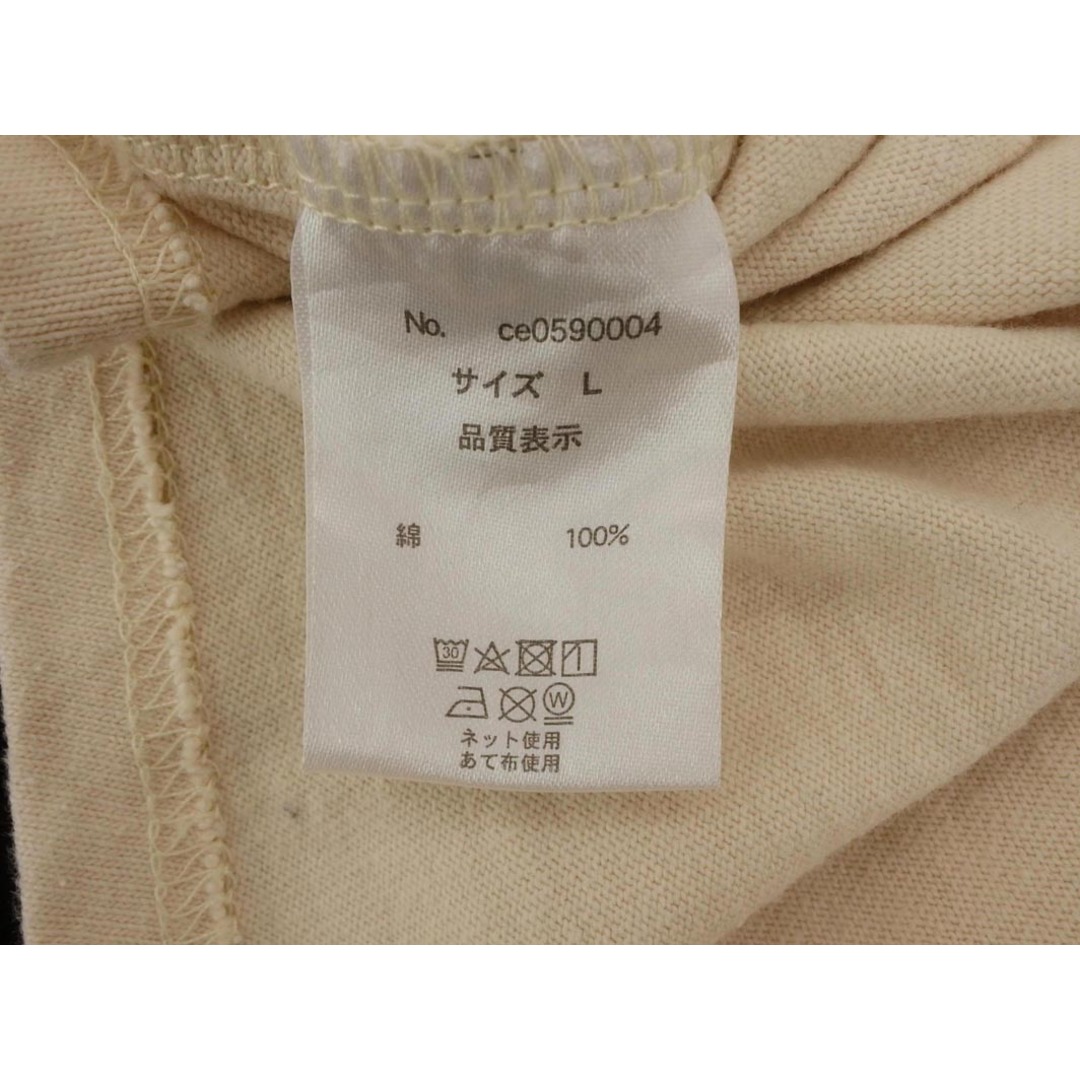 No. ce0590004
サイズ L
品質表示
綿 100%
30
W
ネット使用
あて布使用